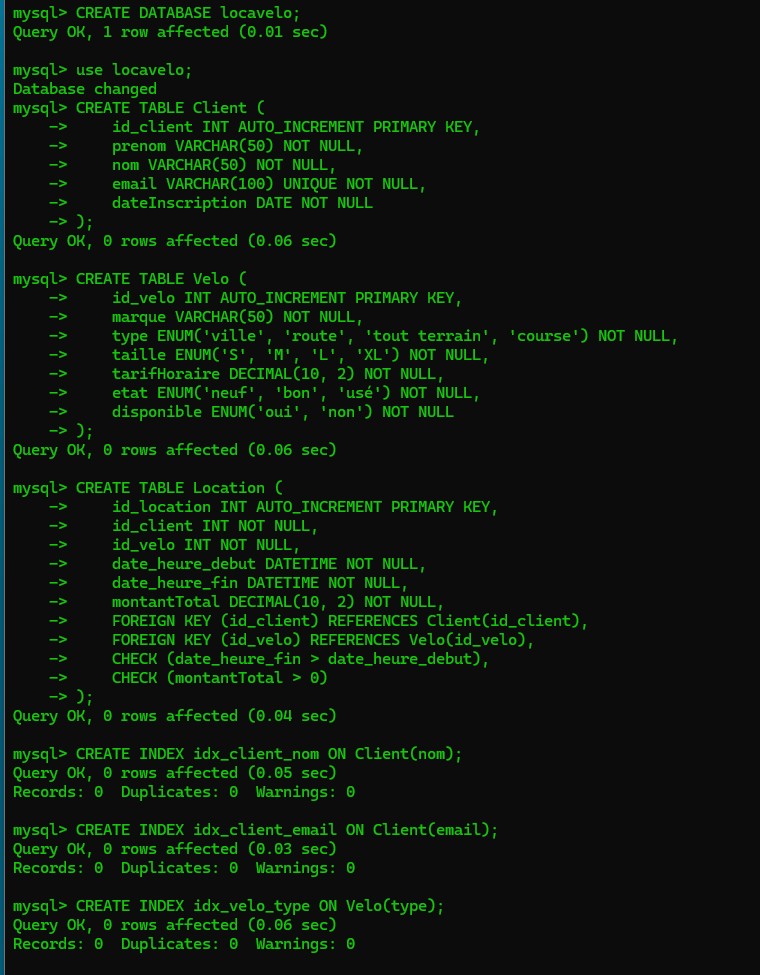 mysql> CREATE DATABASE locavelo;
Query OK, 1 row affected (0.01 sec)

mysql> use locavelo;
Database changed
mysql> CREATE TABLE Client (
    ->     id_client INT AUTO_INCREMENT PRIMARY KEY,
    ->     prenom VARCHAR(50) NOT NULL,
    ->     nom VARCHAR(50) NOT NULL,
    ->     email VARCHAR(100) UNIQUE NOT NULL,
    ->     dateInscription DATE NOT NULL
    -> );
Query OK, 0 rows affected (0.06 sec)

mysql> CREATE TABLE Velo (
    ->     id_velo INT AUTO_INCREMENT PRIMARY KEY,
    ->     marque VARCHAR(50) NOT NULL,
    ->     type ENUM('ville', 'route', 'tout terrain', 'course') NOT NULL,
    ->     taille ENUM('S', 'M', 'L', 'XL') NOT NULL,
    ->     tarifHoraire DECIMAL(10, 2) NOT NULL,
    ->     etat ENUM('neuf', 'bon', 'usé') NOT NULL,
    ->     disponible ENUM('oui', 'non') NOT NULL
    -> );
Query OK, 0 rows affected (0.06 sec)

mysql> CREATE TABLE Location (
    ->     id_location INT AUTO_INCREMENT PRIMARY KEY,
    ->     id_client INT NOT NULL,
    ->     id_velo INT NOT NULL,
    ->     date_heure_debut DATETIME NOT NULL,
    ->     date_heure_fin DATETIME NOT NULL,
    ->     montantTotal DECIMAL(10, 2) NOT NULL,
    ->     FOREIGN KEY (id_client) REFERENCES Client(id_client),
    ->     FOREIGN KEY (id_velo) REFERENCES Velo(id_velo),
    ->     CHECK (date_heure_fin > date_heure_debut),
    ->     CHECK (montantTotal > 0)
    -> );
Query OK, 0 rows affected (0.04 sec)

mysql> CREATE INDEX idx_client_nom ON Client(nom);
Query OK, 0 rows affected (0.05 sec)
Records: 0  Duplicates: 0  Warnings: 0

mysql> CREATE INDEX idx_client_email ON Client(email);
Query OK, 0 rows affected (0.03 sec)
Records: 0  Duplicates: 0  Warnings: 0

mysql> CREATE INDEX idx_velo_type ON Velo(type);
Query OK, 0 rows affected (0.06 sec)
Records: 0  Duplicates: 0  Warnings: 0